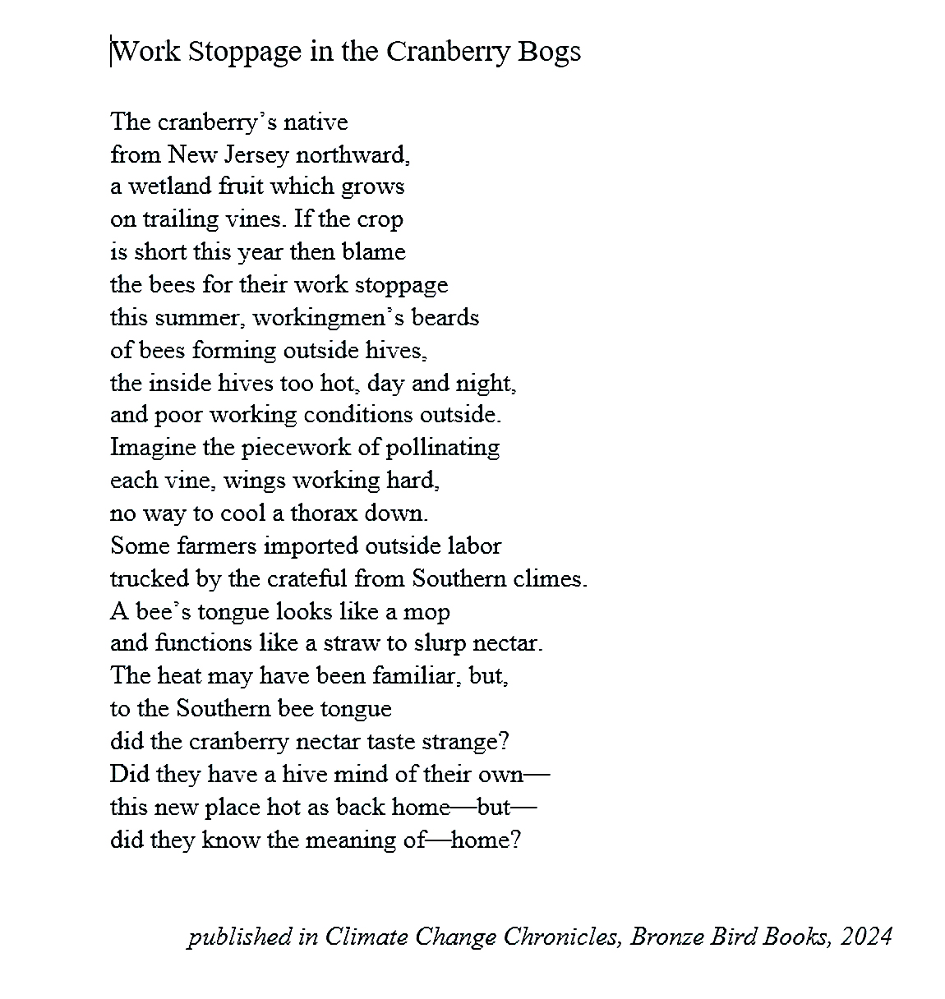 Work Stoppage in the Cranberry Bogs
The cranberry’s native
from New Jersey northward,
a wetland fruit which grows
on trailing vines. If the crop
is short this year then blame
the bees for their work stoppage
this summer, workingmen’s beards
of bees forming outside hives,
the inside hives too hot, day and night,
and poor working conditions outside.
Imagine the piecework of pollinating
each vine, wings working hard,
no way to cool a thorax down.
Some farmers imported outside labor
trucked by the crateful from Southern climes.
A bee’s tongue looks like a mop
and functions like a straw to slurp nectar.
The heat may have been familiar, but,
to the Southern bee tongue
did the cranberry nectar taste strange?
Did they have a hive mind of their own—
this new place hot as back home—but—
did they know the meaning of—home?
published in Climate Change Chronicles, Bronze Bird Books, 2024